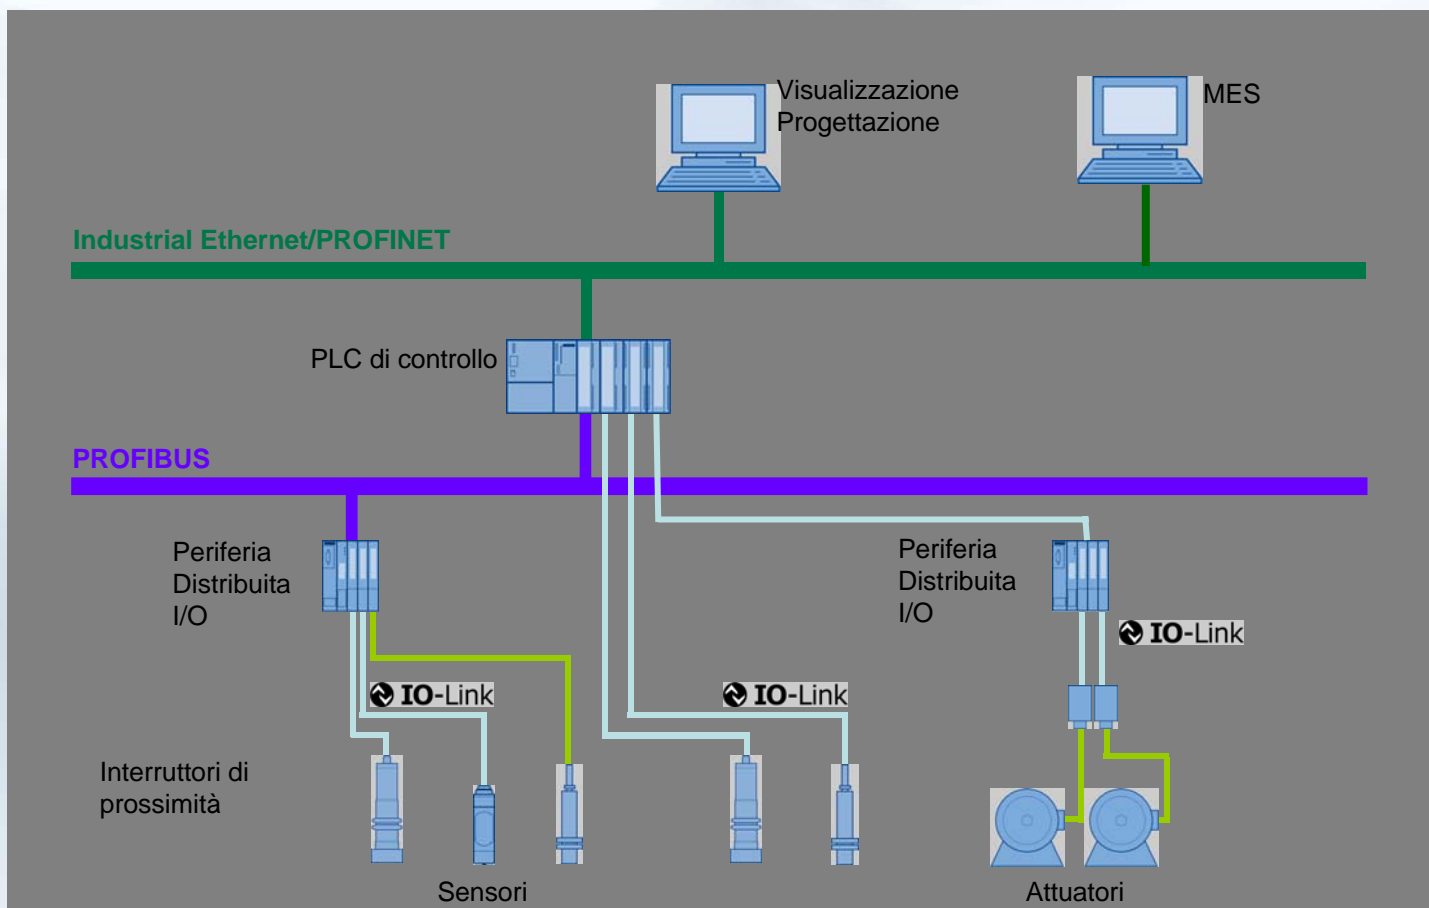 Visualizzazione
Progettazione
MES
Industrial Ethernet/PROFINET
PLC di controllo
PROFIBUS
Periferia
Distribuita
I/O
Periferia
Distribuita
I/O
IO-Link
IO-Link
IO-Link
Interruttori di
prossimità
Sensori
Attuatori